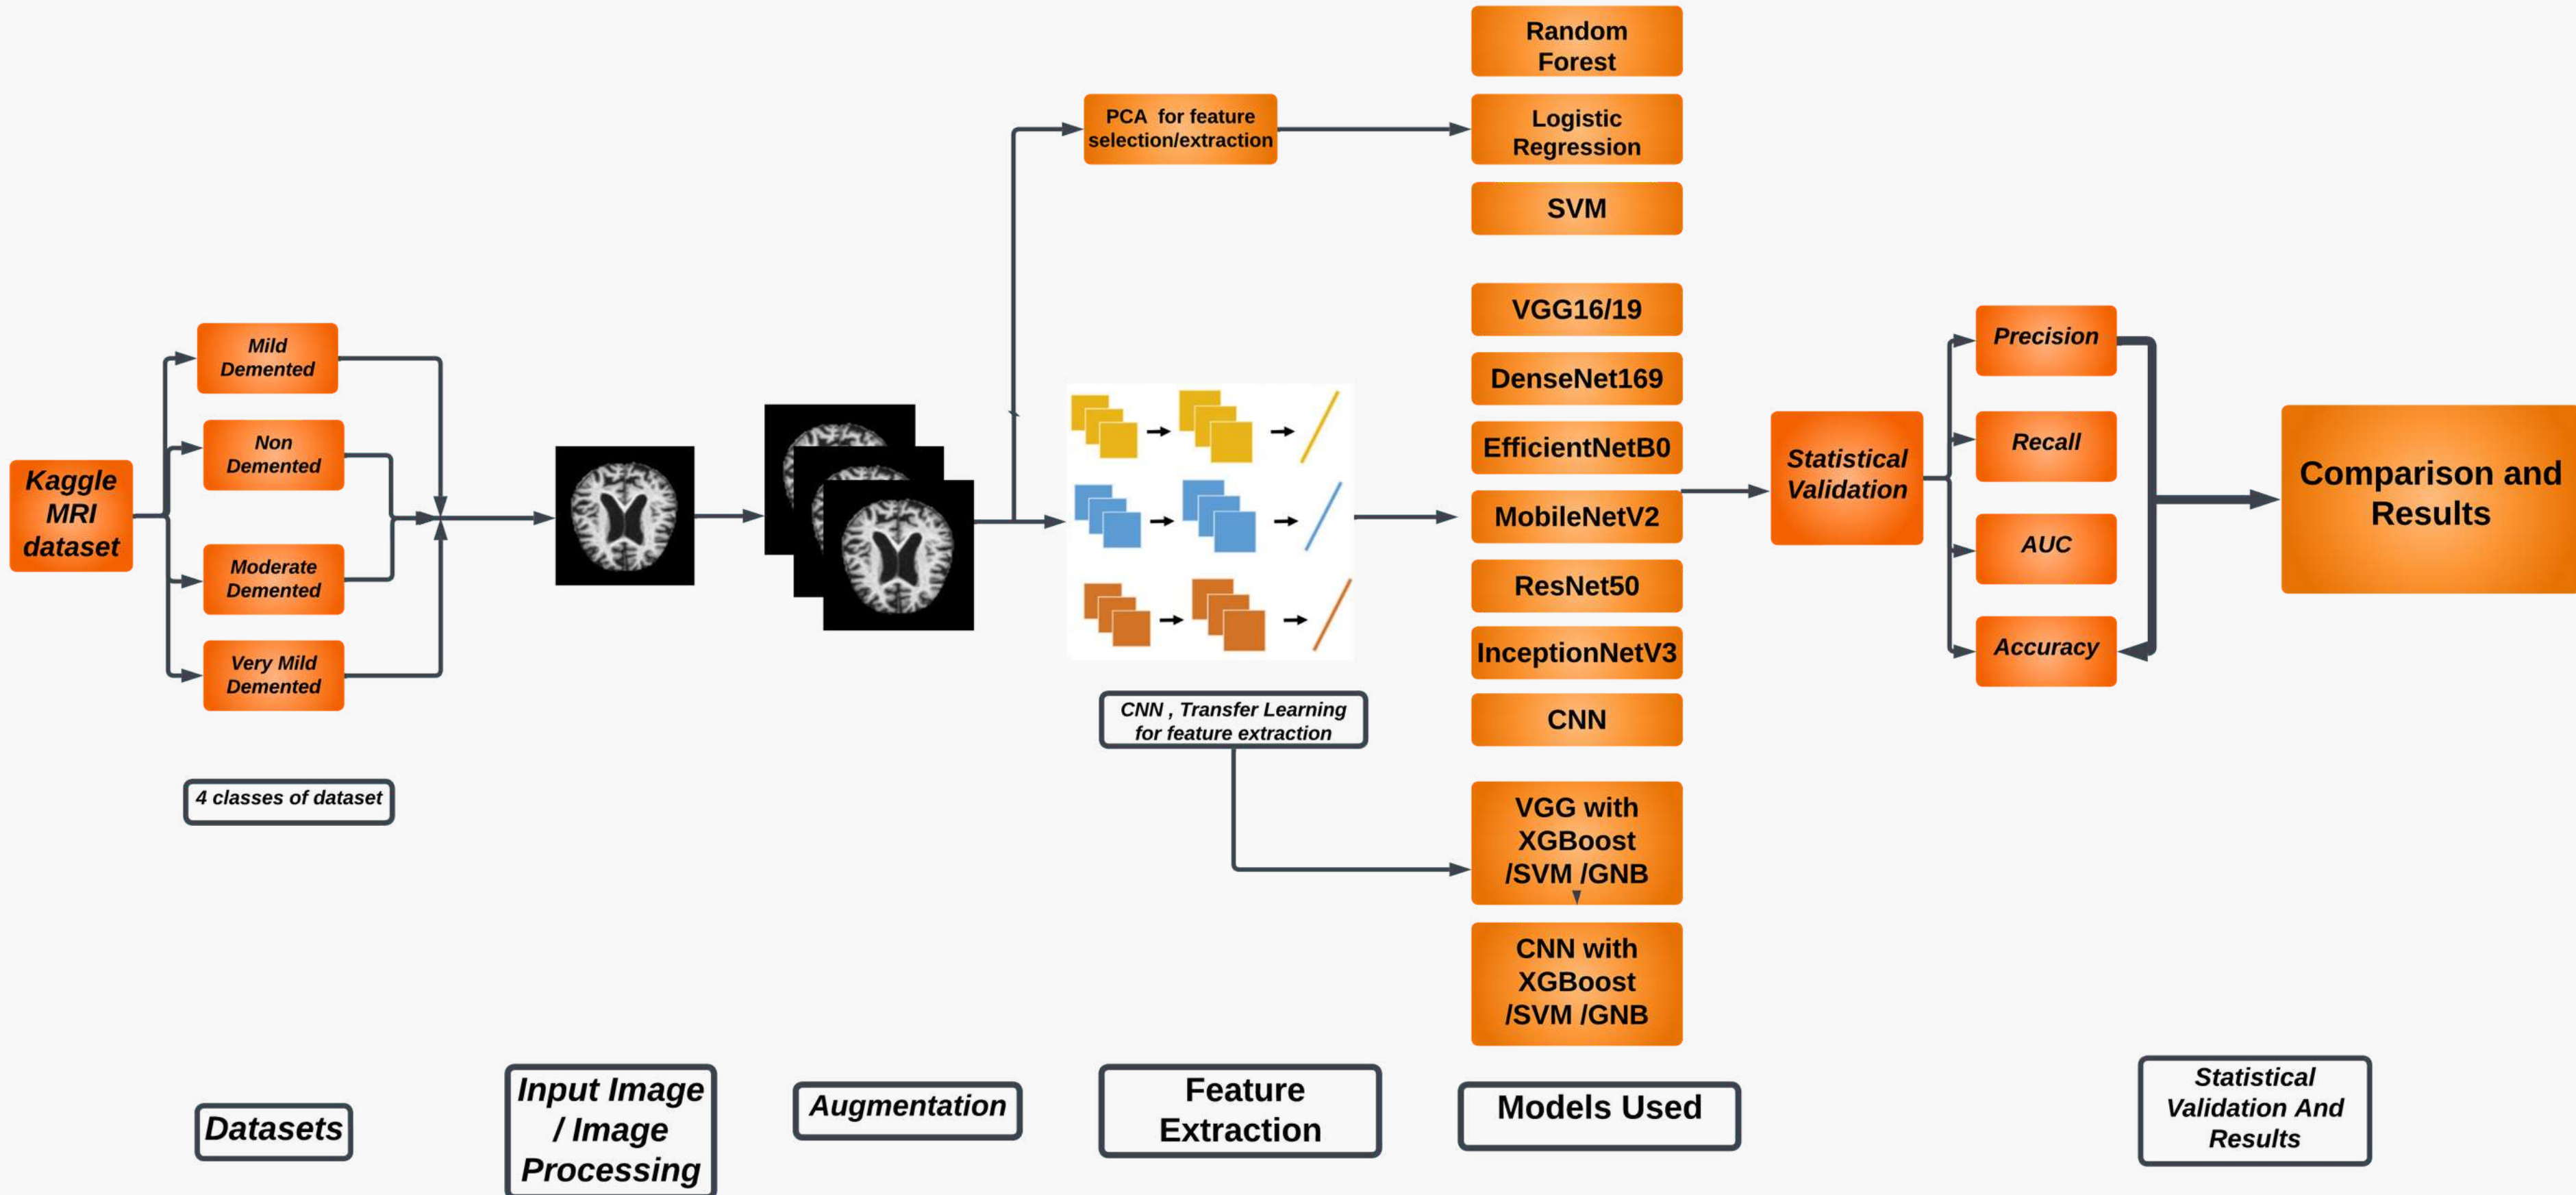 Kaggle
MRI
dataset
Mild
Demented
Non
Demented
Moderate
Demented
Very Mild
Demented
4 classes of dataset
PCA  for feature
selection/extraction
CNN , Transfer Learning
for feature extraction
Random
Forest
Logistic
Regression
SVM
VGG16/19
DenseNet169
EfficientNetB0
MobileNetV2
ResNet50
InceptionNetV3
CNN
VGG with
XGBoost
/SVM /GNB
CNN with
XGBoost
/SVM /GNB
Statistical
Validation
Precision
Recall
AUC
Accuracy
Comparison and
Results
Datasets
Input Image
/ Image
Processing
Augmentation
Feature
Extraction
Models Used
Statistical
Validation And
Results